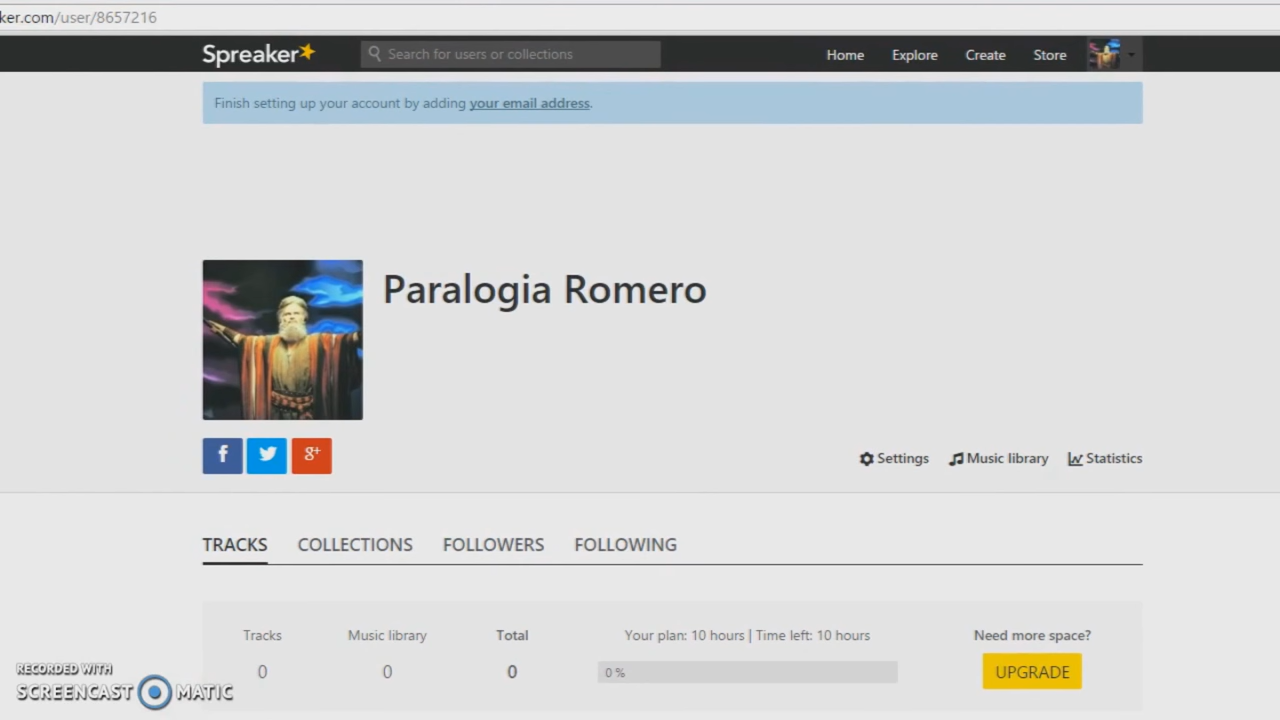 ker.com/user/8657216
Spreaker
Search for users or collections
Home Explore Create Store
Finish setting up your account by adding your email address.
Paralogia Romero
f g+
Settings Music library Statistics
TRACKS COLLECTIONS FOLLOWERS FOLLOWING
Tracks Music library Total Your plan: 10 hours | Time left: 10 hours Need more space?
0 0 0 0 % UPGRADE
RECORDED WITH
SCREENCAST MATIC